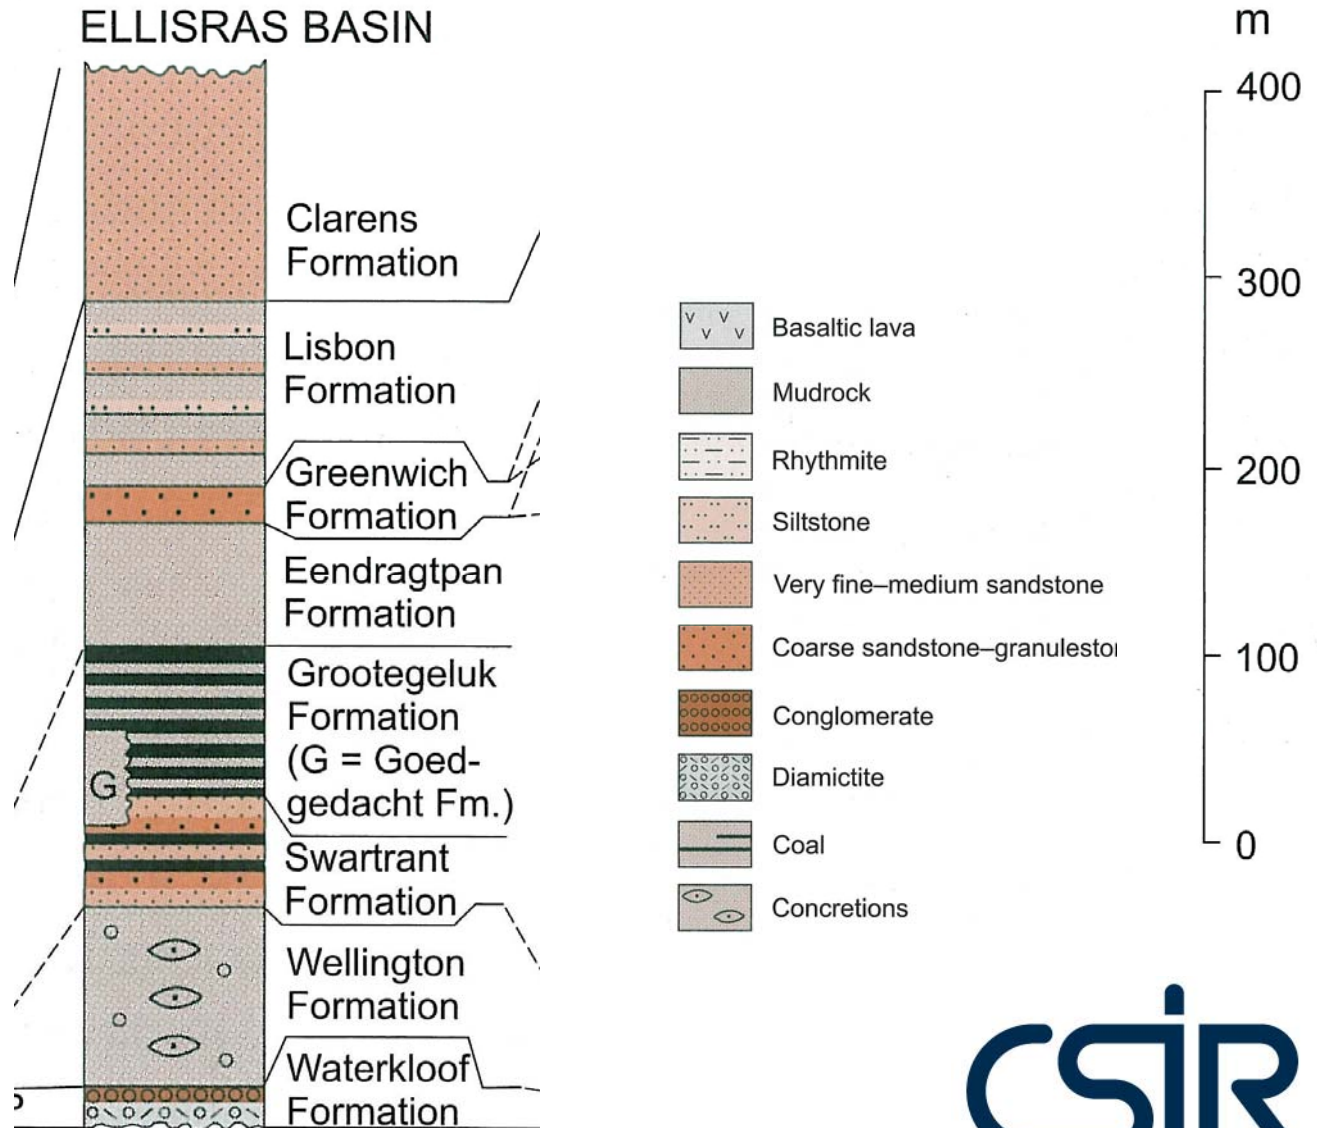 ELLISRAS BASIN
Clarens
Formation
Lisbon
Formation
Greenwich
Formation
Eendragtpan
Formation
Grootegeluk
Formation
(G = Goed-
gedacht Fm.)
G
Swartrant
Formation
Wellington
Formation
Waterkloof
Formation
v v
v v
Basaltic lava
Mudrock
Rhythmite
Siltstone
Very fine–medium sandstone
Coarse sandstone–granulesto
Conglomerate
Diamictite
Coal
Concretions
m
400
300
200
100
0
CSIR